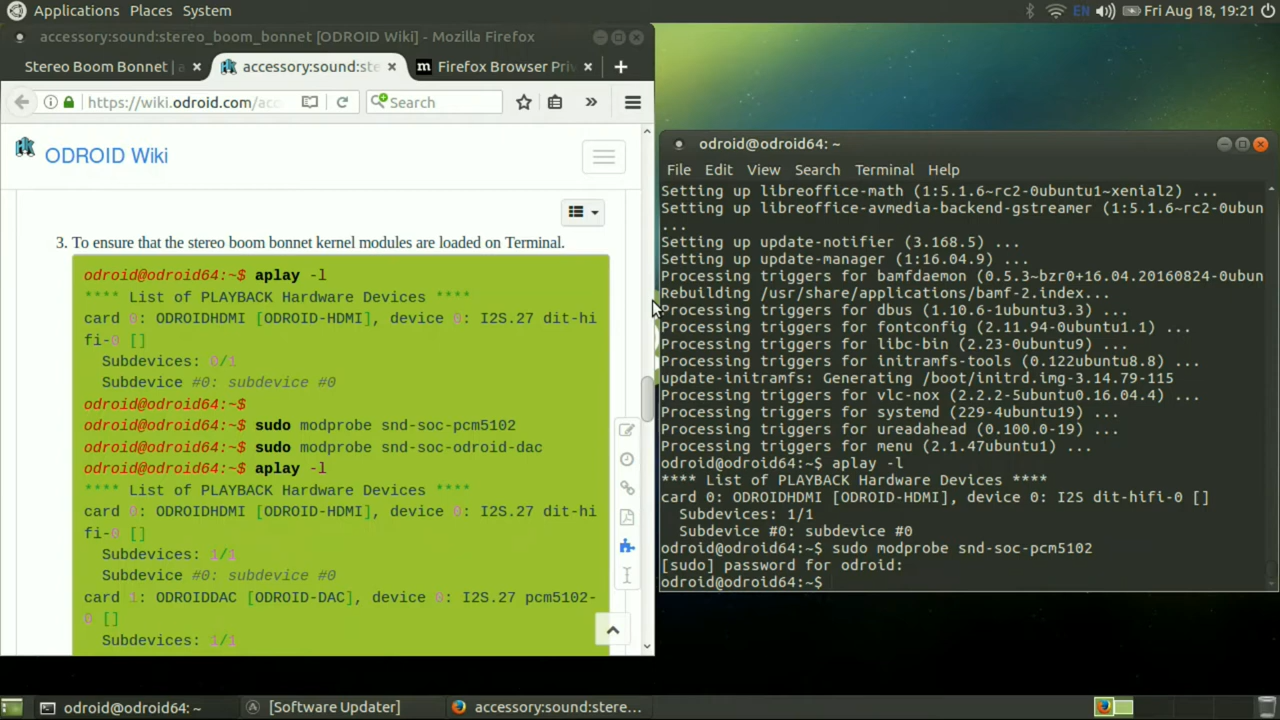 Applications Places System
EN Fri Aug 18, 19:21
accessory:sound:stereo_boom_bonnet [ODROID Wiki] - Mozilla Firefox
Stereo Boom Bonnet |
accessory:sound:ste
m Firefox Browser Pri
https://wiki.odroid.com/acc
Search
ODROID Wiki
3. To ensure that the stereo boom bonnet kernel modules are loaded on Terminal.
odroid@odroid64:~$ aplay -l
**** List of PLAYBACK Hardware Devices ****
card 0: ODROIDHDMI [ODROID-HDMI], device 0: I2S.27 dit-hi
fi-0 []
Subdevices: 0/1
Subdevice #0: subdevice #0
odroid@odroid64:~$
odroid@odroid64:~$ sudo modprobe snd-soc-pcm5102
odroid@odroid64:~$ sudo modprobe snd-soc-odroid-dac
odroid@odroid64:~$ aplay -l
**** List of PLAYBACK Hardware Devices ****
card 0: ODROIDHDMI [ODROID-HDMI], device 0: I2S.27 dit-hi
fi-0 []
Subdevices: 1/1
Subdevice #0: subdevice #0
card 1: ODROIDDAC [ODROID-DAC], device 0: I2S.27 pcm5102-
0 []
Subdevices: 1/1
odroid@odroid64: ~
File Edit View Search Terminal Help
Setting up libreoffice-math (1:5.1.6~rc2-0ubuntu1~xenial2) ...
Setting up libreoffice-avmedia-backend-gstreamer (1:5.1.6~rc2-0ubun
...
Setting up update-notifier (3.168.5) ...
Setting up update-manager (1:16.04.9) ...
Processing triggers for bamfdaemon (0.5.3~bzr0+16.04.20160824-0ubun
Rebuilding /usr/share/applications/bamf-2.index...
Processing triggers for dbus (1.10.6-1ubuntu3.3) ...
Processing triggers for fontconfig (2.11.94-0ubuntu1.1) ...
Processing triggers for libc-bin (2.23-0ubuntu9) ...
Processing triggers for initramfs-tools (0.122ubuntu8.8) ...
update-initramfs: Generating /boot/initrd.img-3.14.79-115
Processing triggers for vlc-nox (2.2.2-5ubuntu0.16.04.4) ...
Processing triggers for systemd (229-4ubuntu19) ...
Processing triggers for ureadahead (0.100.0-19) ...
Processing triggers for menu (2.1.47ubuntu1) ...
odroid@odroid64:~$ aplay -l
**** List of PLAYBACK Hardware Devices ****
card 0: ODROIDHDMI [ODROID-HDMI], device 0: I2S dit-hifi-0 []
Subdevices: 1/1
Subdevice #0: subdevice #0
odroid@odroid64:~$ sudo modprobe snd-soc-pcm5102
[sudo] password for odroid:
odroid@odroid64:~$
odroid@odroid64: ~
[Software Updater]
accessory:sound:stere...